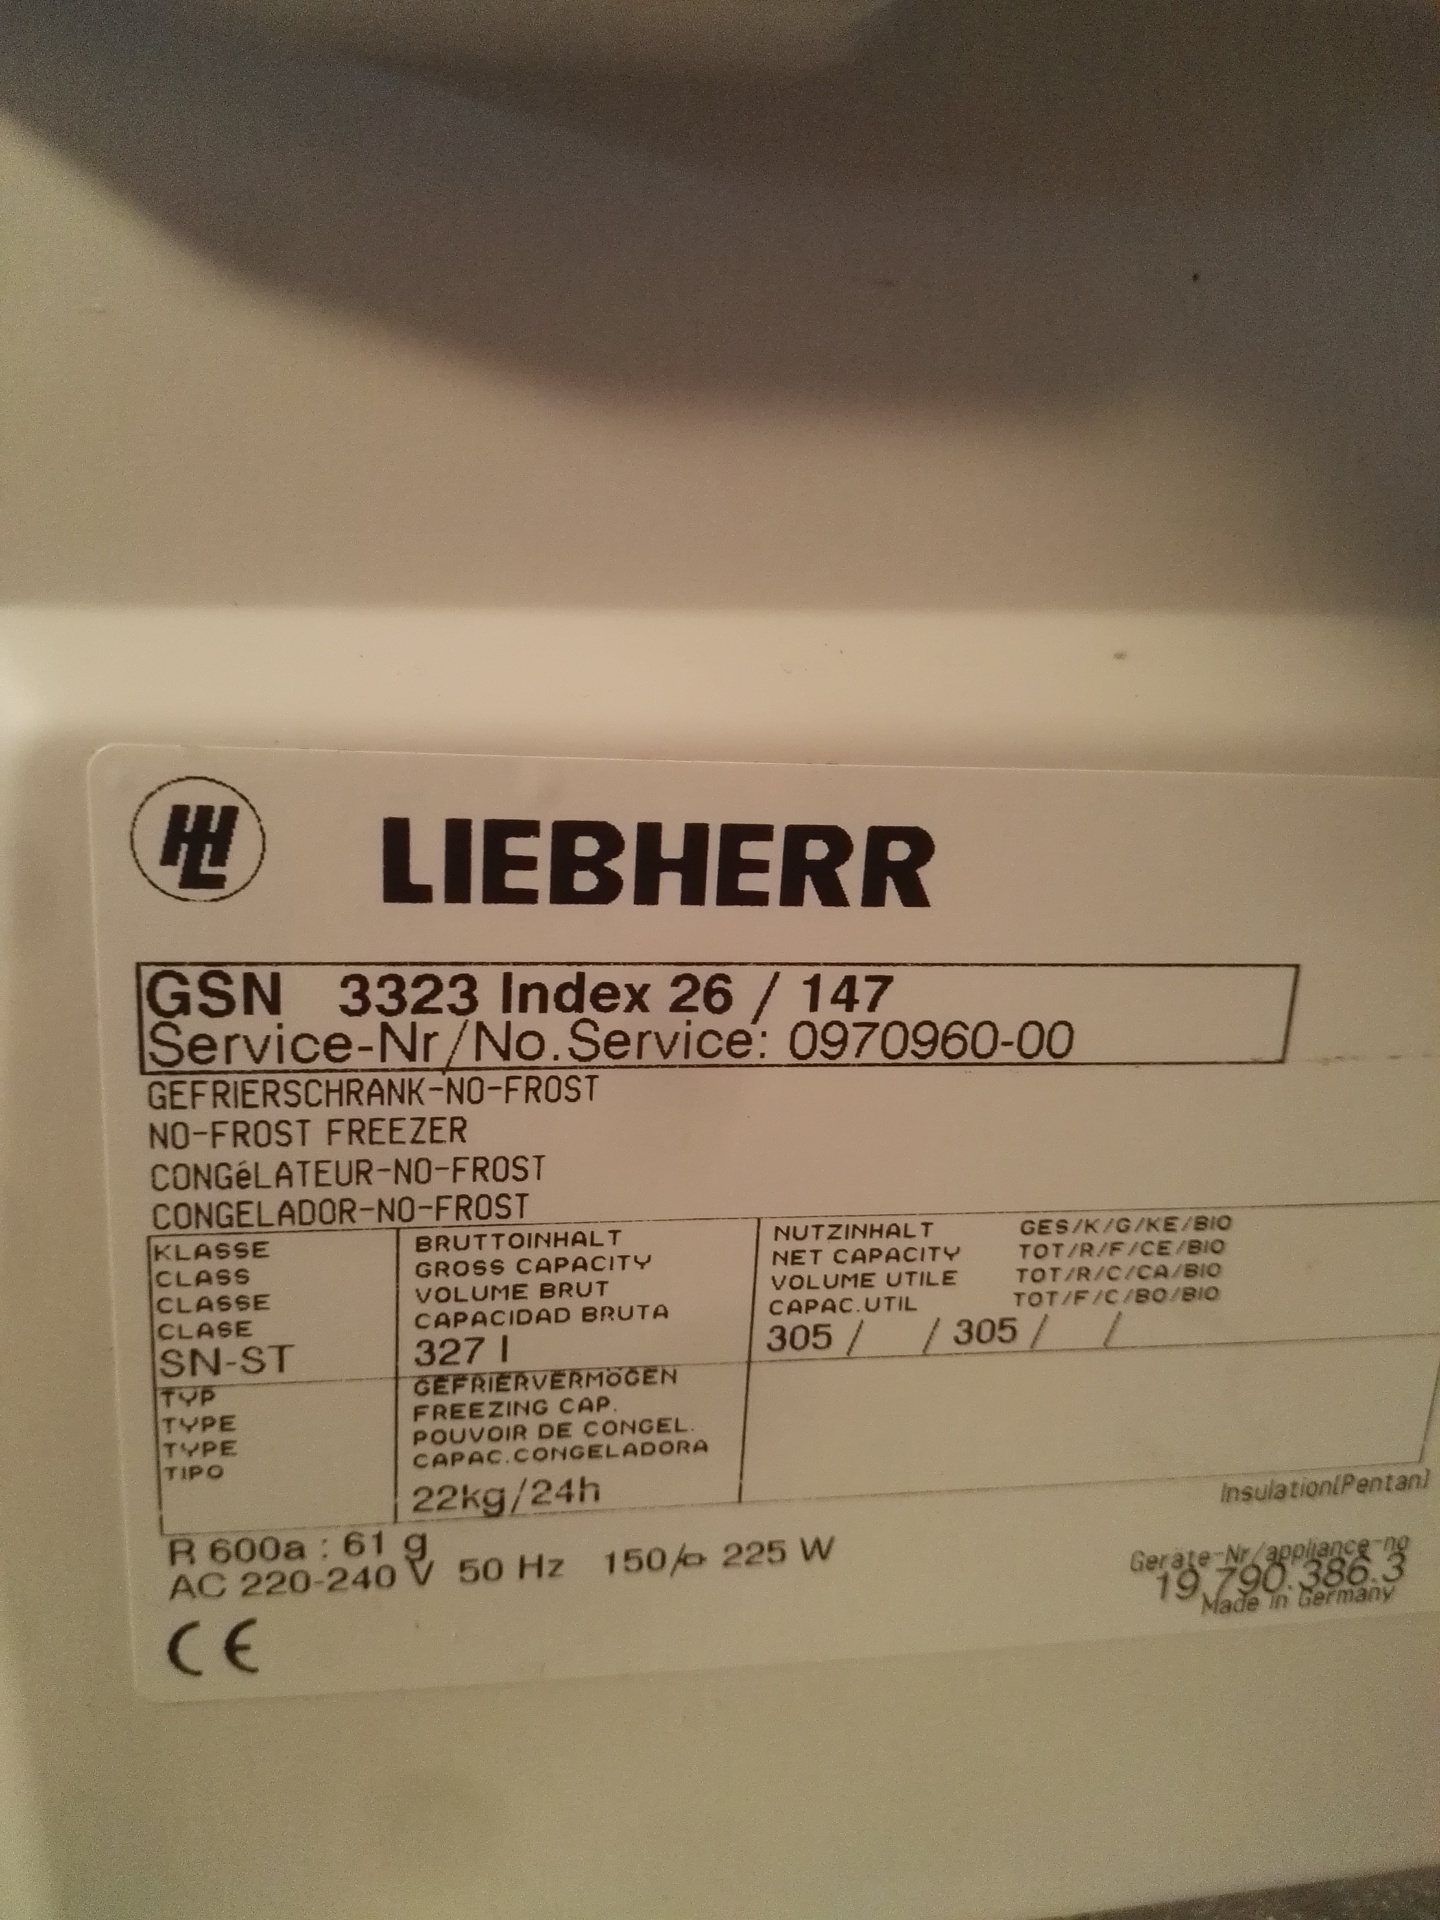 HLL LIEBHERR
GSN 3323 Index 26 / 147
Service-Nr/No.Service: 0970960-00
GEFRIERSCHRANK-NO-FROST
NO-FROST FREEZER
CONGéLATEUR-NO-FROST
CONGELADOR-NO-FROST
KLASSE
CLASS
CLASSE
CLASE
SN-ST
BRUTTOINHALT
GROSS CAPACITY
VOLUME BRUT
CAPACIDAD BRUTA
327 l
NUTZINHALT GES/K/G/KE/BIO
NET CAPACITY TOT/R/F/CE/BIO
VOLUME UTILE TOT/R/C/CA/BIO
CAPAC.UTIL TOT/F/C/BO/BIO
305 / / 305 / /
TYP
TYPE
TYPE
TIPO
GEFRIERVERMöGEN
FREEZING CAP.
POUVOIR DE CONGEL.
CAPAC.CONGELADORA
22kg/24h
Insulation(Pentan)
R 600a : 61 g
AC 220-240 V 50 Hz 150/▭ 225 W
Geräte-Nr/appliance-no
19.790.386.3
Made in Germany
CE